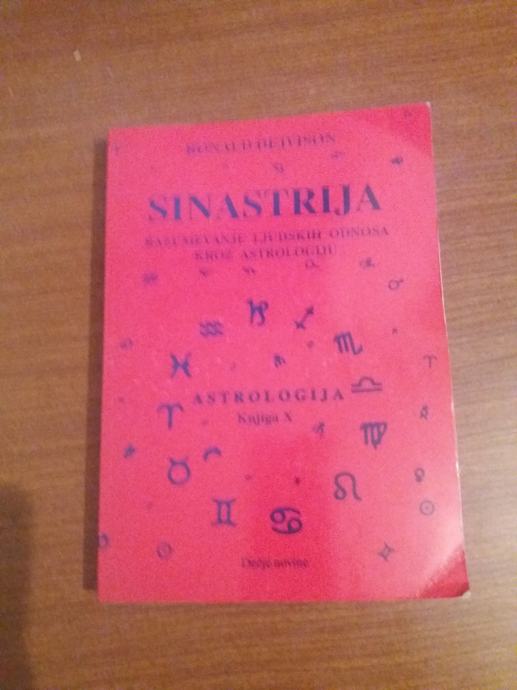 RONALD DEJVISON
SINASTRIJA
RAZUMEVANJE LJUDSKIH ODNOSA
KROZ ASTROLOGIJU
ASTROLOGIJA
Knjiga X
Dečje novine